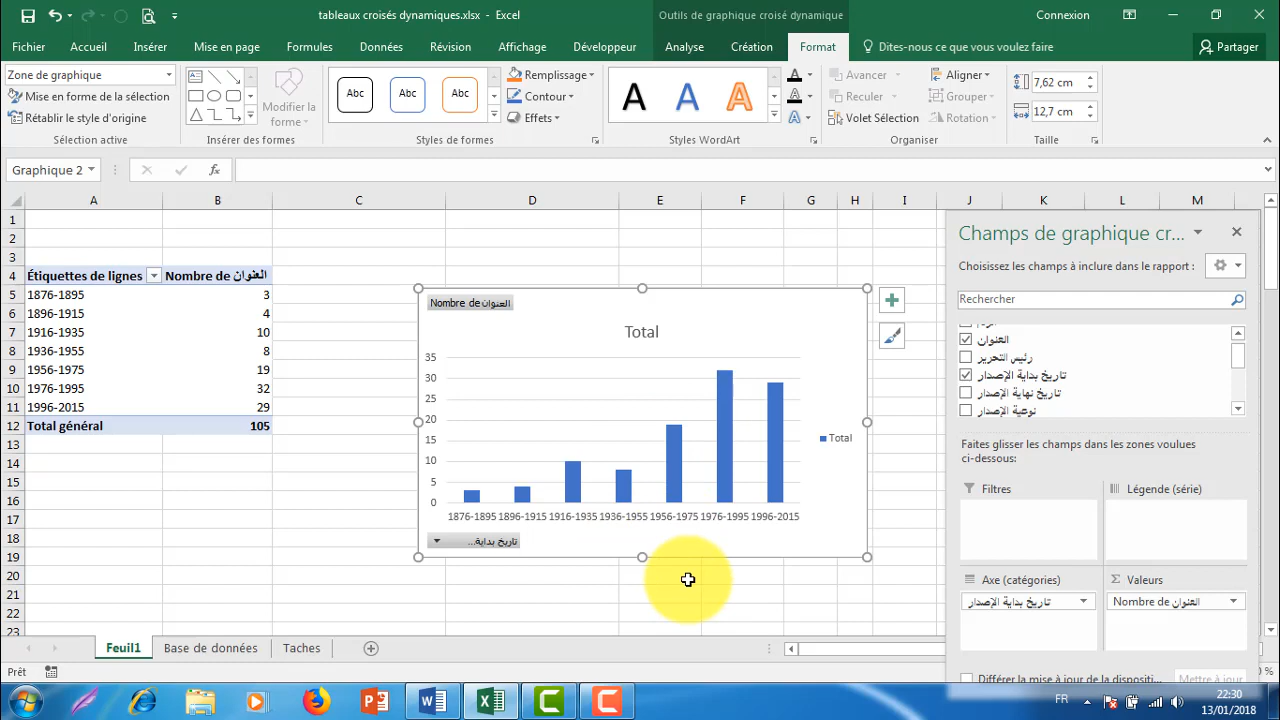 tableaux croisés dynamiques.xlsx - Excel
Outils de graphique croisé dynamique
Connexion
Fichier Accueil Insérer Mise en page Formules Données Révision Affichage Développeur Analyse Création Format Dites-nous ce que vous voulez faire Partager
Zone de graphique
Mise en forme de la sélection
Rétablir le style d'origine
Sélection active
Modifier la forme
Insérer des formes
Abc Abc Abc
Remplissage
Contour
Effets
Styles de formes
A A A
Styles WordArt
Avancer
Reculer
Volet Sélection
Aligner
Grouper
Rotation
Organiser
7,62 cm
12,7 cm
Taille
Graphique 2
fx
A B C D E F G H I J K L M
1
2
3
4 Étiquettes de lignes Nombre de العنوان
5 1876-1895 3
6 1896-1915 4
7 1916-1935 10
8 1936-1955 8
9 1956-1975 19
10 1976-1995 32
11 1996-2015 29
12 Total général 105
13
14
15
16
17
18
19
20
21
22
23
Nombre de العنوان
Total
35
30
25
20
15
10
5
0
1876-1895 1896-1915 1916-1935 1936-1955 1956-1975 1976-1995 1996-2015
Total
تاريخ بداية...
Champs de graphique cr...
Choisissez les champs à inclure dans le rapport :
Rechercher
العنوان
رئيس التحرير
تاريخ بداية الإصدار
تاريخ نهاية الإصدار
نوعية الإصدار
Faites glisser les champs dans les zones voulues
ci-dessous:
Filtres
Légende (série)
Axe (catégories)
Valeurs
تاريخ بداية الإصدار
Nombre de العنوان
Différer la mise à jour de la dispositi...
Mettre à jour
Feuil1 Base de données Taches
Prêt
%
FR
22:30
13/01/2018